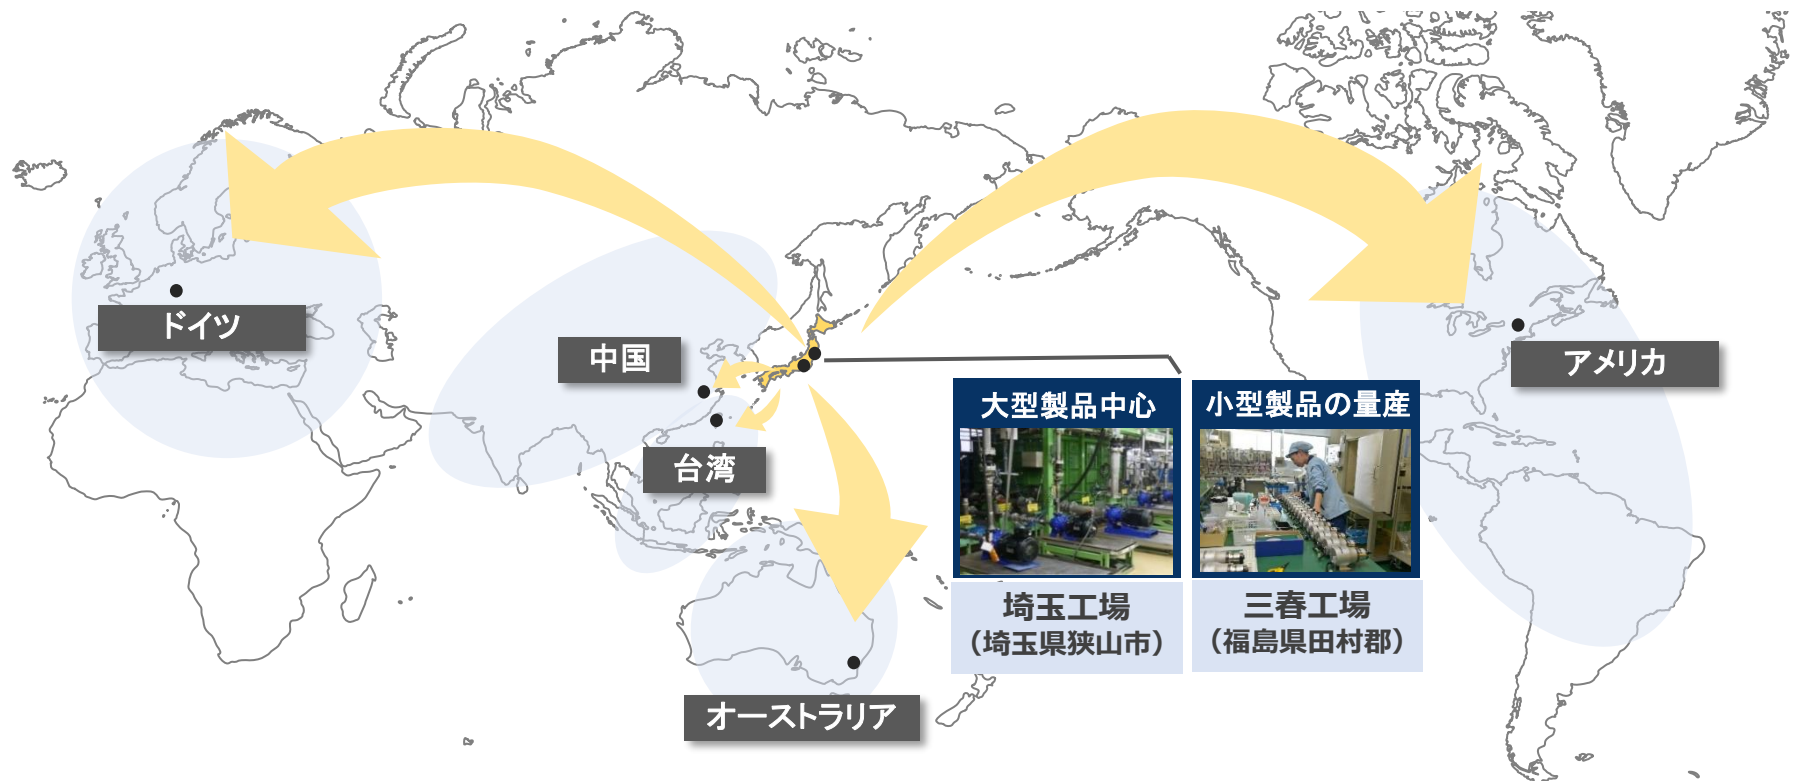 ドイツ
中国
台湾
オーストラリア
アメリカ
大型製品中心
埼玉工場
（埼玉県狭山市）
小型製品の量産
三春工場
（福島県田村郡）